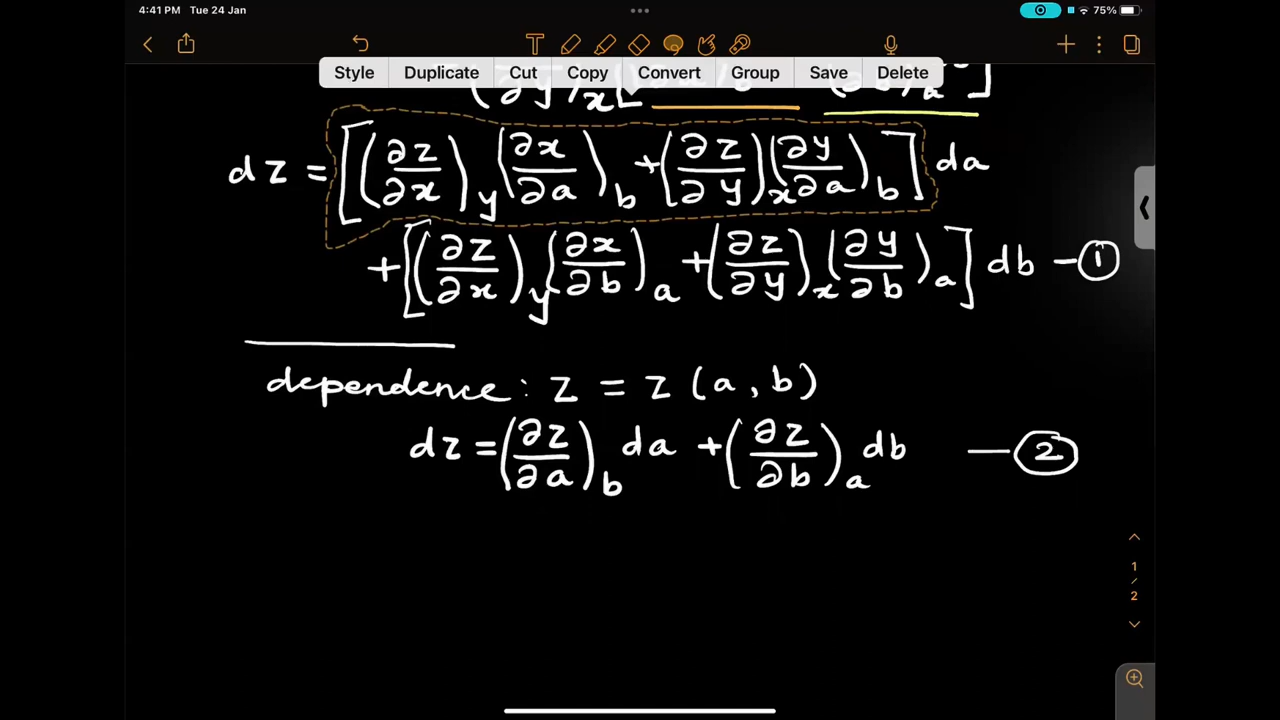 4:41 PM Tue 24 Jan
75%
Style Duplicate Cut Copy Convert Group Save Delete
dz = [(∂z/∂x)_y (∂x/∂a)_b + (∂z/∂y)_x (∂y/∂a)_b] da
+ [(∂z/∂x)_y (∂x/∂b)_a + (∂z/∂y)_x (∂y/∂b)_a] db — ①
dependence: z = z (a, b)
dz = (∂z/∂a)_b da + (∂z/∂b)_a db — ②
1
/
2